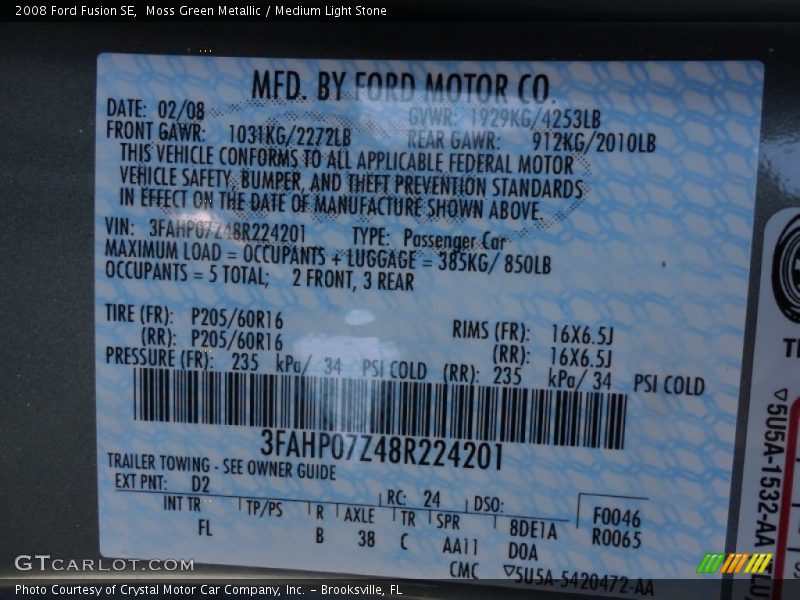 2008 Ford Fusion SE,  Moss Green Metallic / Medium Light Stone
MFD. BY FORD MOTOR CO.
DATE: 02/08 GVWR: 1929KG/4253LB
FRONT GAWR: 1031KG/2272LB REAR GAWR: 912KG/2010LB
THIS VEHICLE CONFORMS TO ALL APPLICABLE FEDERAL MOTOR
VEHICLE SAFETY, BUMPER, AND THEFT PREVENTION STANDARDS
IN EFFECT ON THE DATE OF MANUFACTURE SHOWN ABOVE.
VIN: 3FAHP07Z48R224201 TYPE: Passenger Car
MAXIMUM LOAD = OCCUPANTS + LUGGAGE = 385KG/ 850LB
OCCUPANTS = 5 TOTAL; 2 FRONT, 3 REAR
TIRE (FR): P205/60R16 RIMS (FR): 16X6.5J
(RR): P205/60R16 (RR): 16X6.5J
PRESSURE (FR): 235 kPa/ 34 PSI COLD (RR): 235 kPa/ 34 PSI COLD
3FAHP07Z48R224201
TRAILER TOWING - SEE OWNER GUIDE
EXT PNT: D2 RC: 24 DSO: F0046
INT TR TP/PS R AXLE TR SPR 8DE1A R0065
FL B 38 C AA11 D0A
CMC ▽5U5A-5420472-AA
▽5U5A-1532-AA
GTCARLOT.COM
Photo Courtesy of Crystal Motor Car Company, Inc. – Brooksville, FL